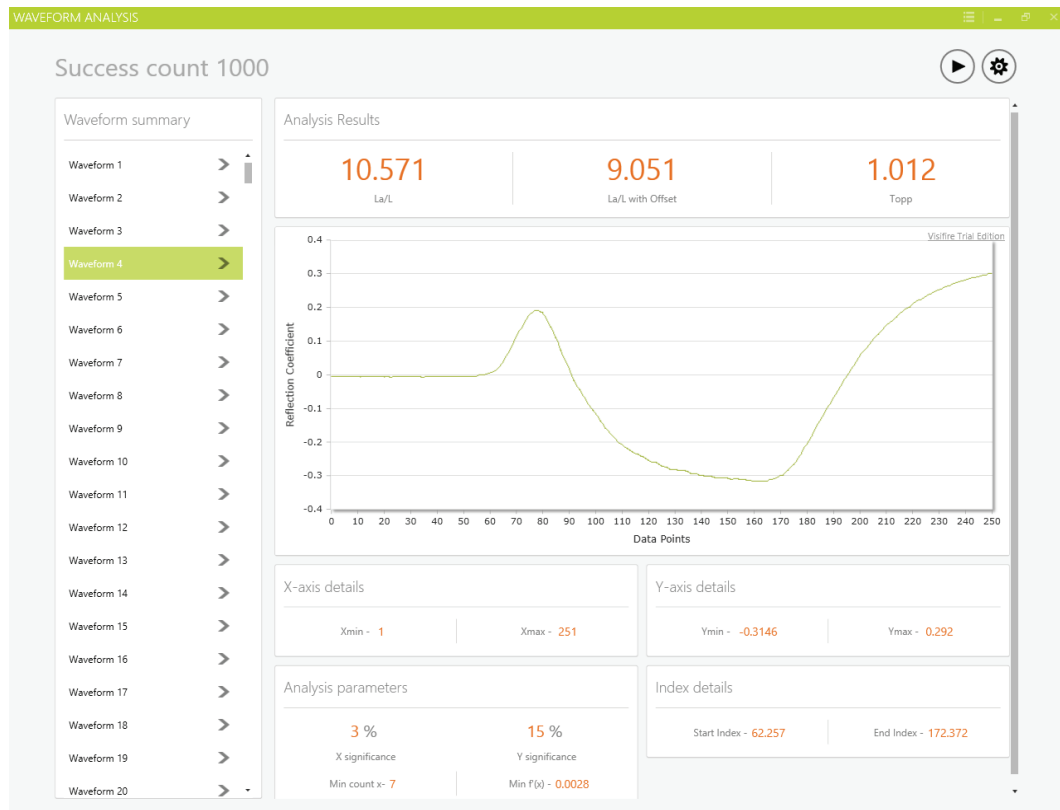 WAVEFORM ANALYSIS
Success count 1000
Waveform summary
Waveform 1
Waveform 2
Waveform 3
Waveform 4
Waveform 5
Waveform 6
Waveform 7
Waveform 8
Waveform 9
Waveform 10
Waveform 11
Waveform 12
Waveform 13
Waveform 14
Waveform 15
Waveform 16
Waveform 17
Waveform 18
Waveform 19
Waveform 20
Analysis Results
10.571 9.051 1.012
La/L La/L with Offset Topp
Visifire Trial Edition
Reflection Coefficient
0.4
0.3
0.2
0.1
0
-0.1
-0.2
-0.3
-0.4
0 10 20 30 40 50 60 70 80 90 100 110 120 130 140 150 160 170 180 190 200 210 220 230 240 250
Data Points
X-axis details
Xmin - 1 Xmax - 251
Y-axis details
Ymin - -0.3146 Ymax - 0.292
Analysis parameters
3 % 15 %
X significance Y significance
Min count x- 7 Min f'(x) - 0.0028
Index details
Start Index - 62.257 End Index - 172.372